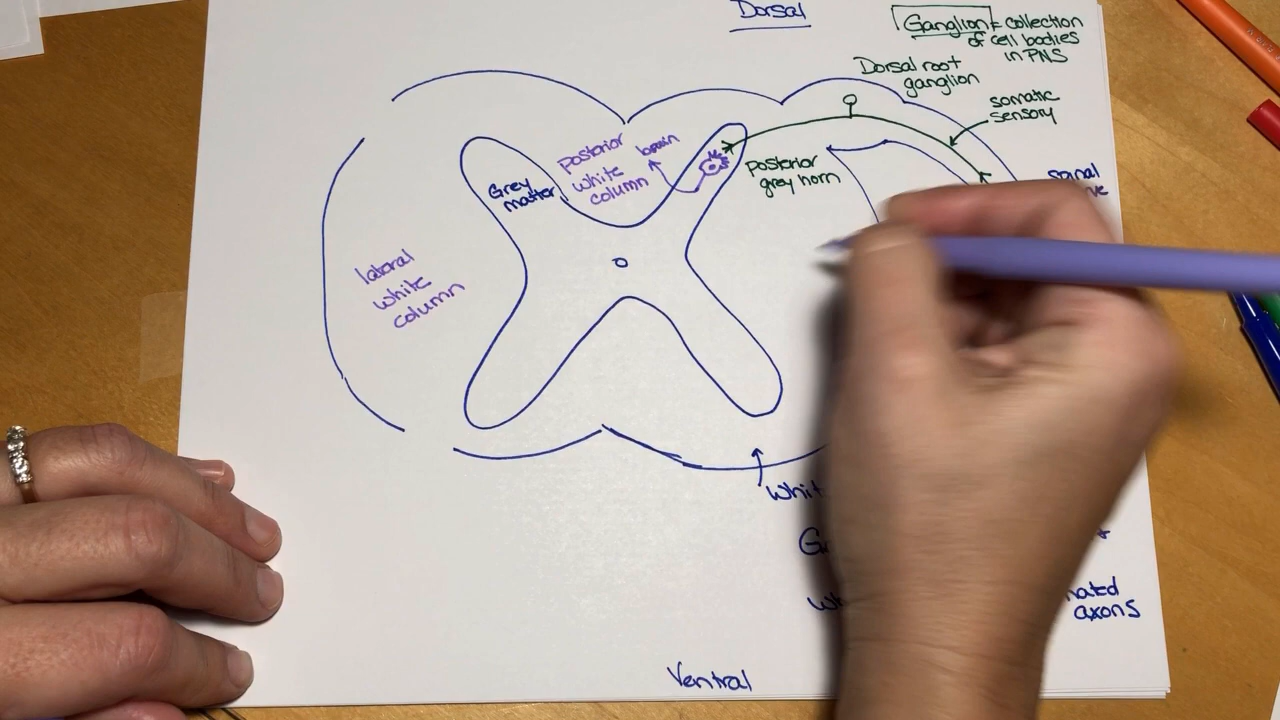 Dorsal
Ganglion = collection
of cell bodies
in PNS
Dorsal root
ganglion
somatic
sensory
Posterior
white
column
brain
Grey
matter
Posterior
grey horn
lateral
white
column
axons
Ventral